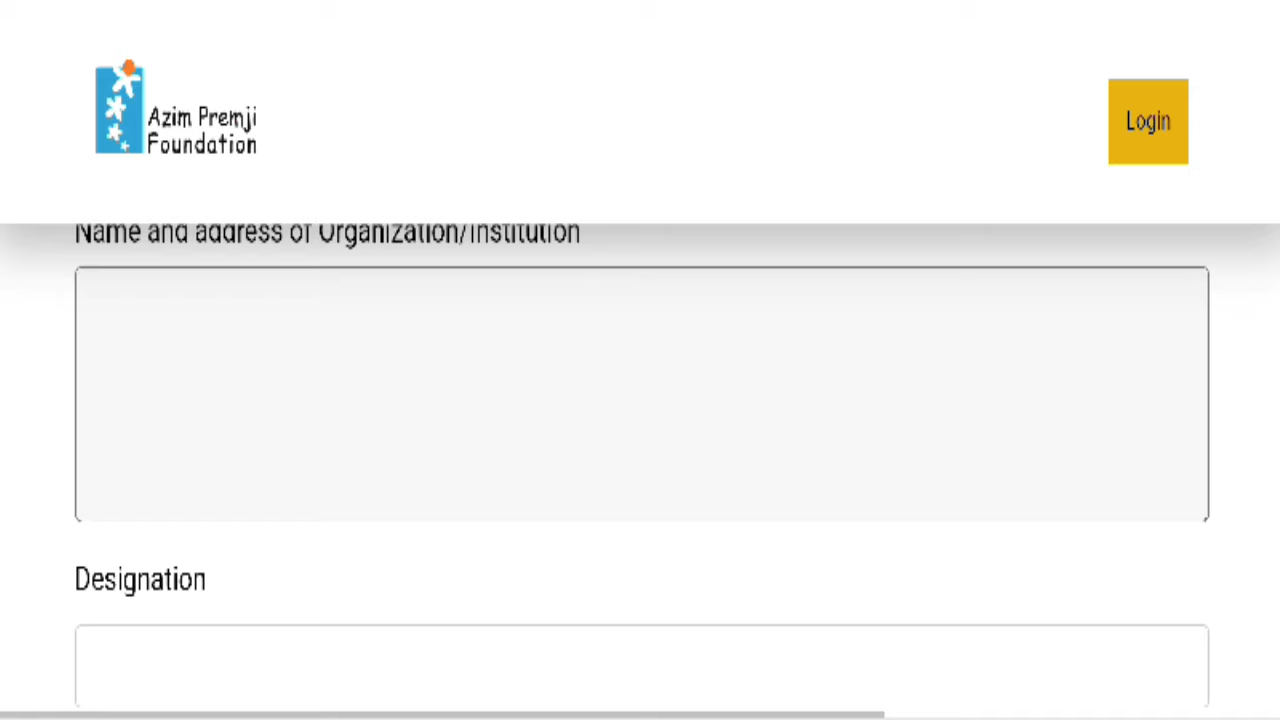 Azim Premji
Foundation
Login
Name and address of Organization/Institution
Designation